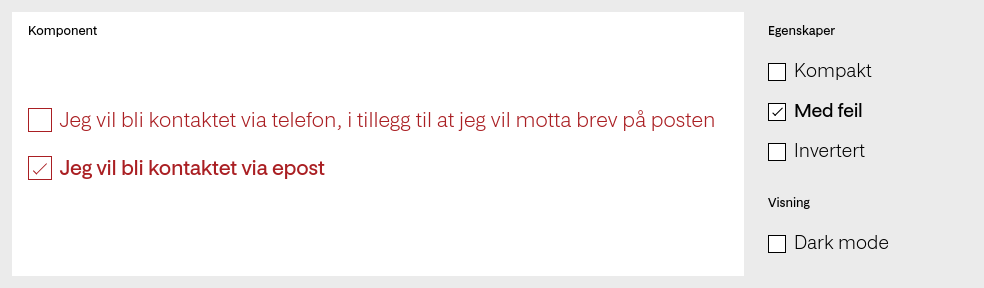 Komponent
Jeg vil bli kontaktet via telefon, i tillegg til at jeg vil motta brev på posten
Jeg vil bli kontaktet via epost
Egenskaper
Kompakt
Med feil
Invertert
Visning
Dark mode